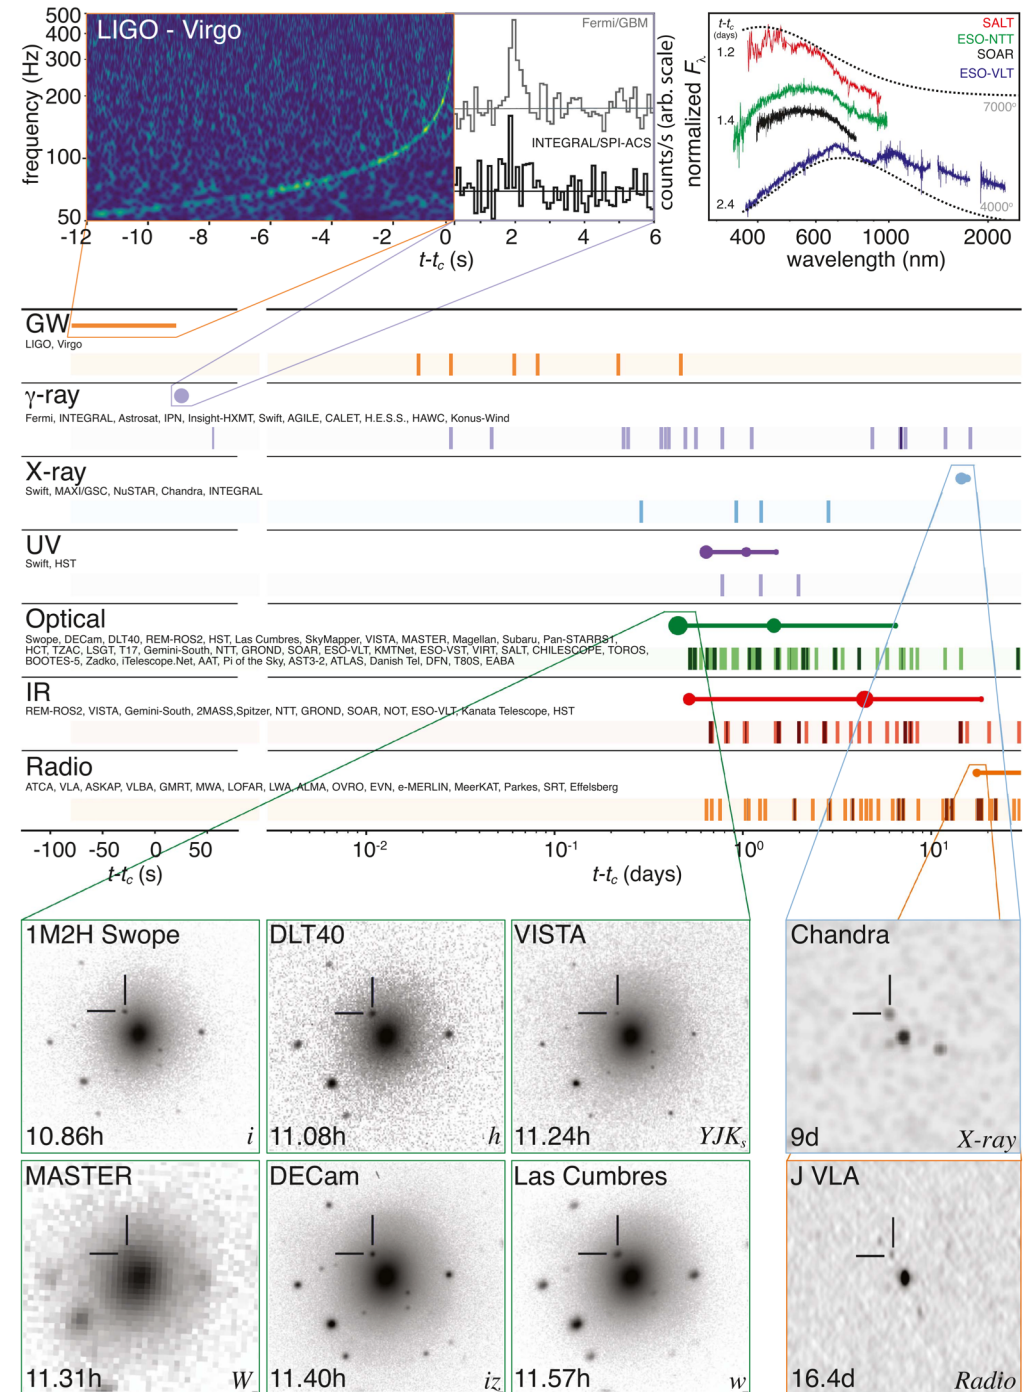 LIGO - Virgo
Fermi/GBM
INTEGRAL/SPI-ACS
frequency (Hz)
500
400
300
200
100
50
-12 -10 -8 -6 -4 -2 0 2 4 6
t-tc (s)
counts/s (arb. scale)
normalized Fλ
t-tc
(days)
1.2
1.4
2.4
SALT
ESO-NTT
SOAR
ESO-VLT
7000°
4000°
400 600 1000 2000
wavelength (nm)
GW
LIGO, Virgo
γ-ray
Fermi, INTEGRAL, Astrosat, IPN, Insight-HXMT, Swift, AGILE, CALET, H.E.S.S., HAWC, Konus-Wind
X-ray
Swift, MAXI/GSC, NuSTAR, Chandra, INTEGRAL
UV
Swift, HST
Optical
Swope, DECam, DLT40, REM-ROS2, HST, Las Cumbres, SkyMapper, VISTA, MASTER, Magellan, Subaru, Pan-STARRS1,
HCT, TZAC, LSGT, T17, Gemini-South, NTT, GROND, SOAR, ESO-VLT, KMTNet, ESO-VST, VIRT, SALT, CHILESCOPE, TOROS,
BOOTES-5, Zadko, iTelescope.Net, AAT, Pi of the Sky, AST3-2, ATLAS, Danish Tel, DFN, T80S, EABA
IR
REM-ROS2, VISTA, Gemini-South, 2MASS,Spitzer, NTT, GROND, SOAR, NOT, ESO-VLT, Kanata Telescope, HST
Radio
ATCA, VLA, ASKAP, VLBA, GMRT, MWA, LOFAR, LWA, ALMA, OVRO, EVN, e-MERLIN, MeerKAT, Parkes, SRT, Effelsberg
-100 -50 0 50 10-2 10-1 100 101
t-tc (s) t-tc (days)
1M2H Swope
10.86h i
DLT40
11.08h h
VISTA
11.24h YJKs
Chandra
9d X-ray
MASTER
11.31h W
DECam
11.40h iz
Las Cumbres
11.57h w
J VLA
16.4d Radio